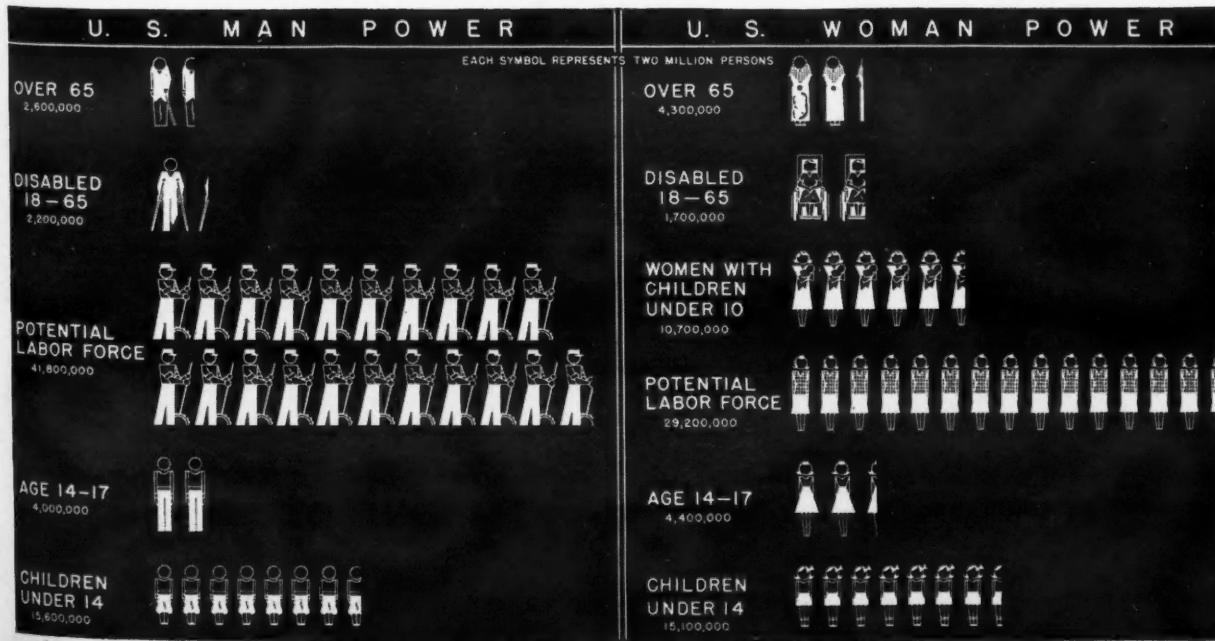 U. S. MAN POWER
U. S. WOMAN POWER
EACH SYMBOL REPRESENTS TWO MILLION PERSONS
OVER 65
2,600,000
DISABLED
18-65
2,200,000
POTENTIAL
LABOR FORCE
41,800,000
AGE 14-17
4,000,000
CHILDREN
UNDER 14
15,600,000
OVER 65
4,300,000
DISABLED
18-65
1,700,000
WOMEN WITH
CHILDREN
UNDER 10
10,700,000
POTENTIAL
LABOR FORCE
29,200,000
AGE 14-17
4,400,000
CHILDREN
UNDER 14
15,100,000